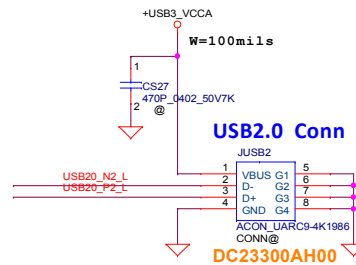 +USB3_VCCA
W=100mils
1
CS27
470P_0402_50V7K
2
@
USB2.0 Conn
JUSB2
1 VBUS G1 5
USB20_N2_L 2 D- G2 6
USB20_P2_L 3 D+ G3 7
4 GND G4 8
ACON_UARC9-4K1986
CONN@
DC23300AH00